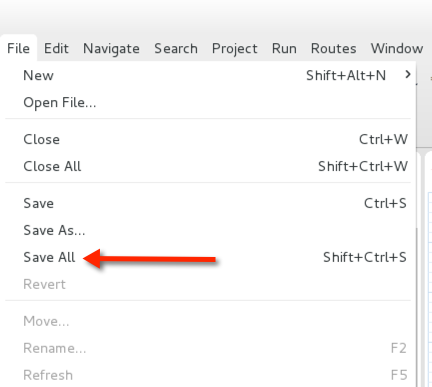 File Edit Navigate Search Project Run Routes Window
New Shift+Alt+N >
Open File...
Close Ctrl+W
Close All Shift+Ctrl+W
Save Ctrl+S
Save As...
Save All Shift+Ctrl+S
Revert
Move...
Rename... F2
Refresh F5